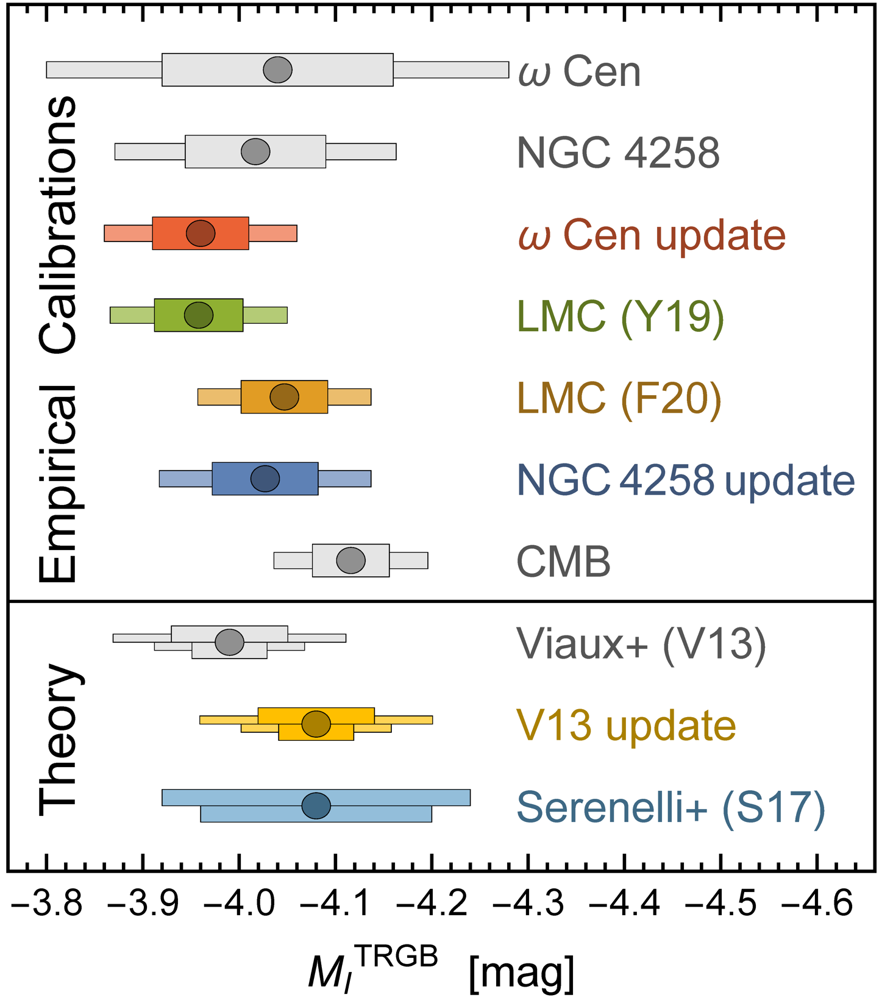 Empirical Calibrations
ω Cen
NGC 4258
ω Cen update
LMC (Y19)
LMC (F20)
NGC 4258 update
CMB
Theory
Viaux+ (V13)
V13 update
Serenelli+ (S17)
−3.8 −3.9 −4.0 −4.1 −4.2 −4.3 −4.4 −4.5 −4.6
M_I^TRGB [mag]